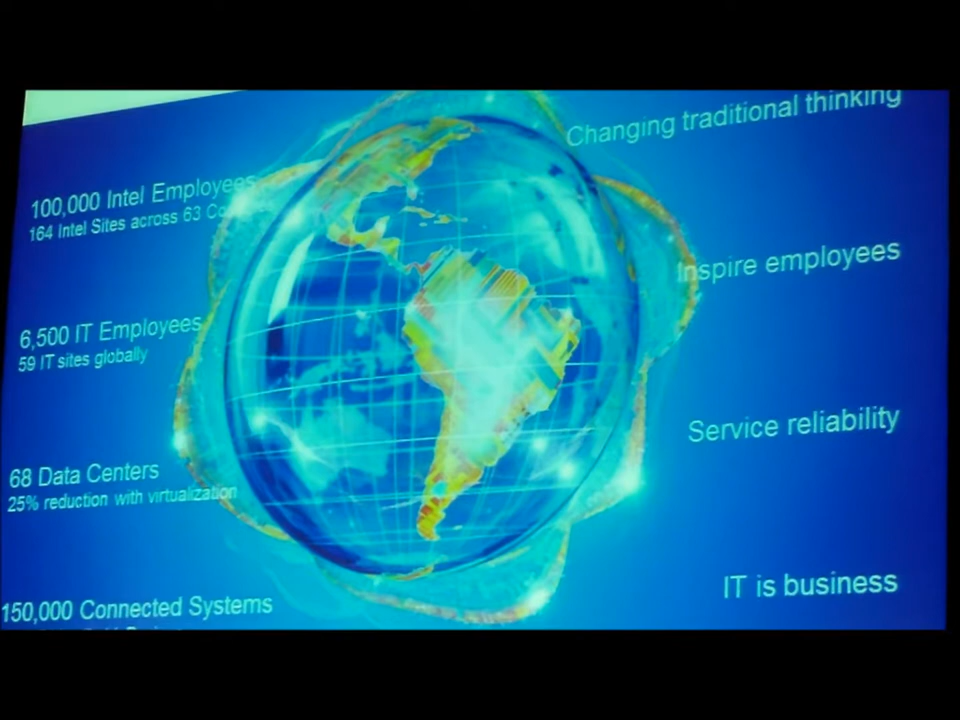 Changing traditional thinking
100,000 Intel Employees
164 Intel Sites across 63
Inspire employees
6,500 IT Employees
59 IT sites globally
Service reliability
68 Data Centers
25% reduction with virtualization
IT is business
150,000 Connected Systems